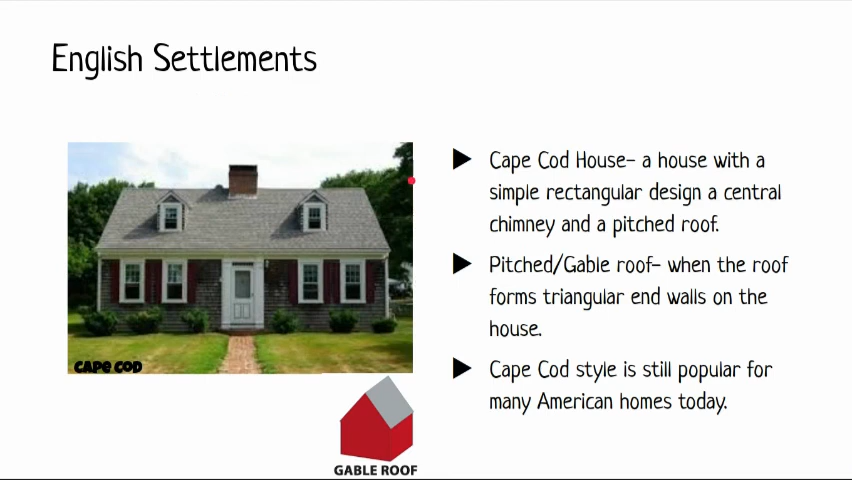 English Settlements
Cape Cod House- a house with a
simple rectangular design a central
chimney and a pitched roof.
Pitched/Gable roof- when the roof
forms triangular end walls on the
house.
Cape Cod style is still popular for
many American homes today.
CAPE COD
GABLE ROOF